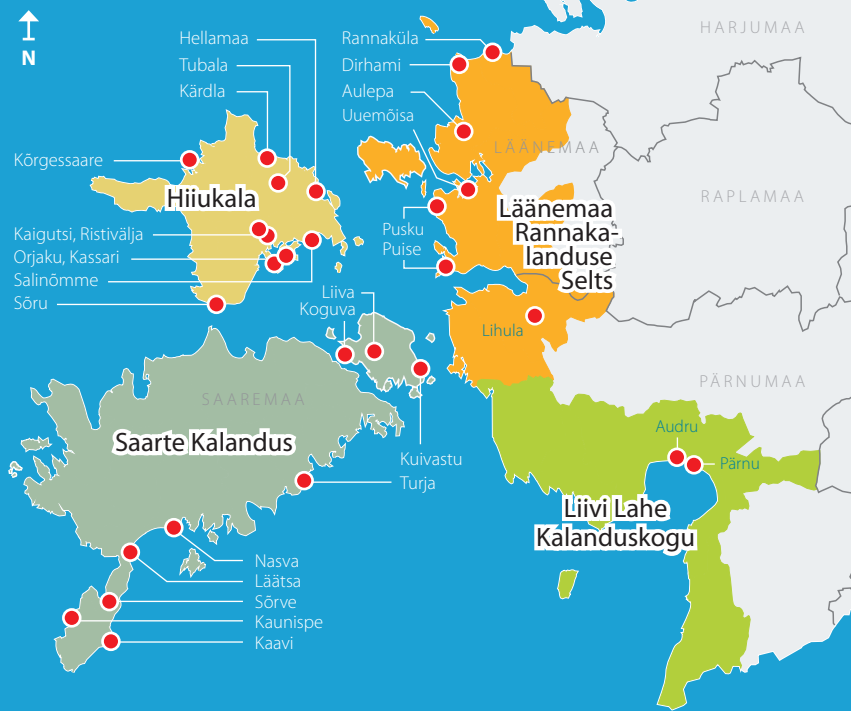 N
Hellamaa
Tubala
Kärdla
Kõrgessaare
Hiiukala
Kaigutsi, Ristivälja
Orjaku, Kassari
Salinõmme
Sõru
Rannaküla
Dirhami
Aulepa
Uuemõisa
HARJUMAA
LÄÄNEMAA
RAPLAMAA
Pusku
Puise
Läänemaa
Rannaka-
landuse
Selts
Liiva
Koguva
Lihula
SAAREMAA
Saarte Kalandus
PÄRNUMAA
Kuivastu
Turja
Audru
Pärnu
Liivi Lahe
Kalanduskogu
Nasva
Läätsa
Sõrve
Kaunispe
Kaavi